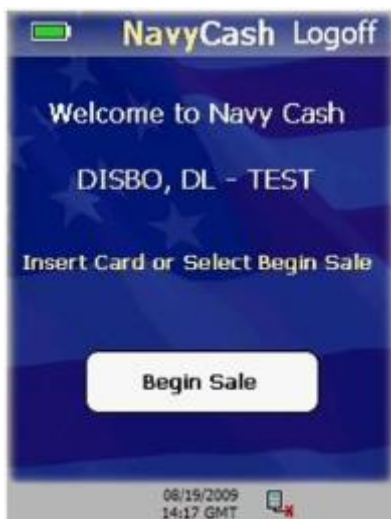 NavyCash Logoff
Welcome to Navy Cash
DISBO, DL - TEST
Insert Card or Select Begin Sale
Begin Sale
08/19/2009
14:17 GMT